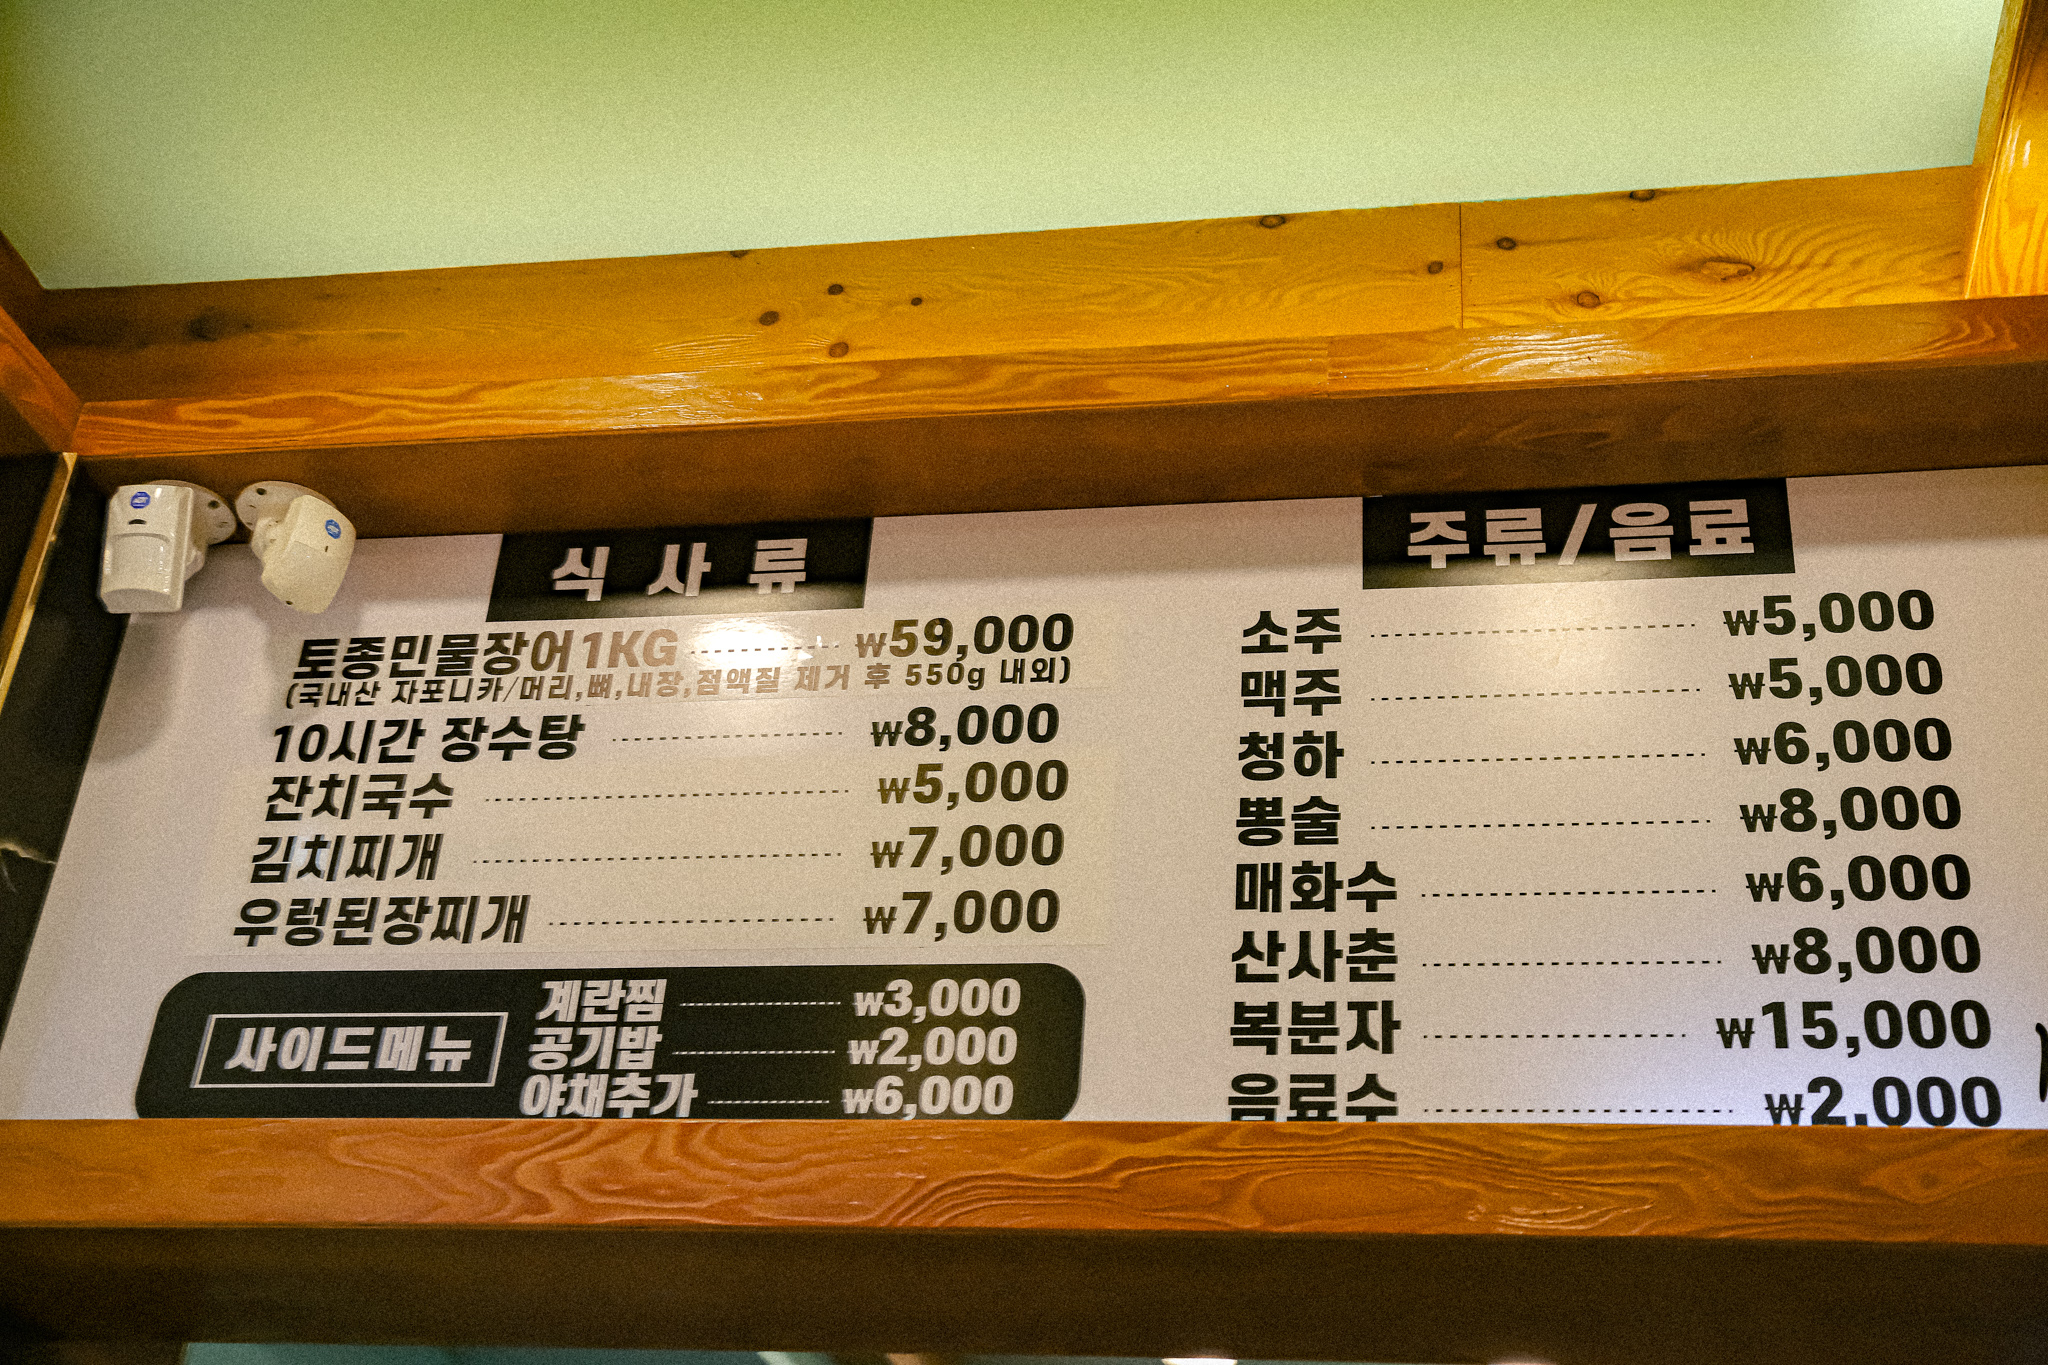 식사류
토종민물장어1KG ₩59,000
(국내산 자포니카/머리,뼈,내장,점액질 제거 후 550g 내외)
10시간 장수탕 ₩8,000
잔치국수 ₩5,000
김치찌개 ₩7,000
우렁된장찌개 ₩7,000
사이드메뉴
계란찜 ₩3,000
공기밥 ₩2,000
야채추가 ₩6,000
주류/음료
소주 ₩5,000
맥주 ₩5,000
청하 ₩6,000
뽕술 ₩8,000
매화수 ₩6,000
산사춘 ₩8,000
복분자 ₩15,000
음료수 ₩2,000